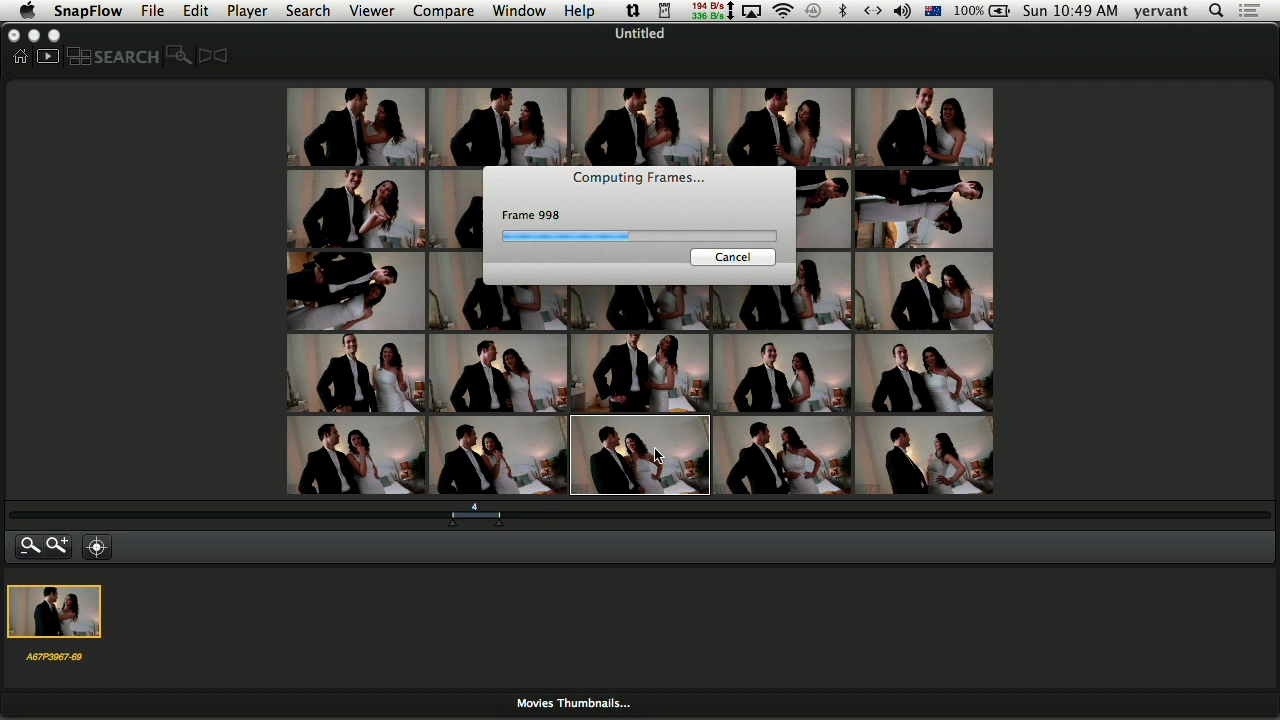 SnapFlow File Edit Player Search Viewer Compare Window Help 194 B/s 336 B/s 100% Sun 10:49 AM yervant
Untitled
SEARCH
Computing Frames...
Frame 998
Cancel
4
A67P3967-69
Movies Thumbnails...